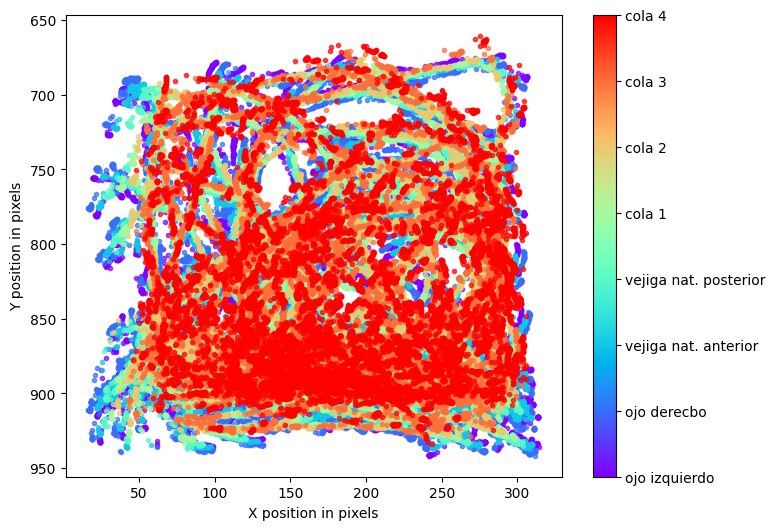 650
700
750
800
850
900
950
Y position in pixels
50
100
150
200
250
300
X position in pixels
cola 4
cola 3
cola 2
cola 1
vejiga nat. posterior
vejiga nat. anterior
ojo derecbo
ojo izquierdo